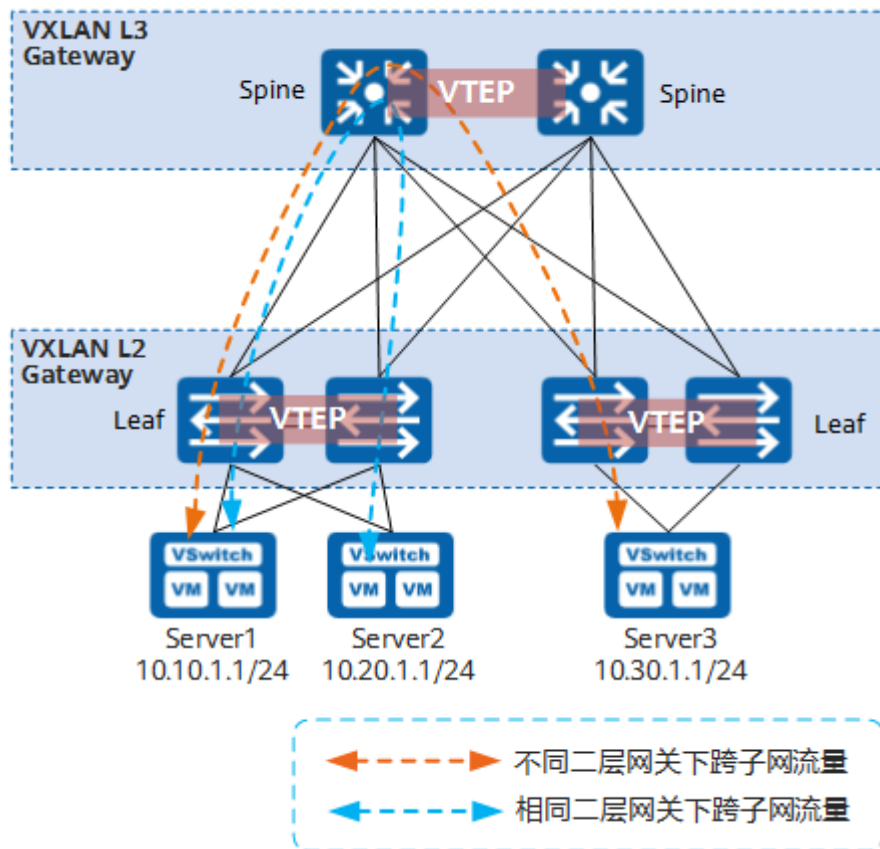 VXLAN L3
Gateway
Spine
VTEP
Spine
VXLAN L2
Gateway
Leaf
VTEP
VTEP
Leaf
VSwitch
VM VM
VSwitch
VM VM
VSwitch
VM VM
Server1
10.10.1.1/24
Server2
10.20.1.1/24
Server3
10.30.1.1/24
不同二层网关下跨子网流量
相同二层网关下跨子网流量